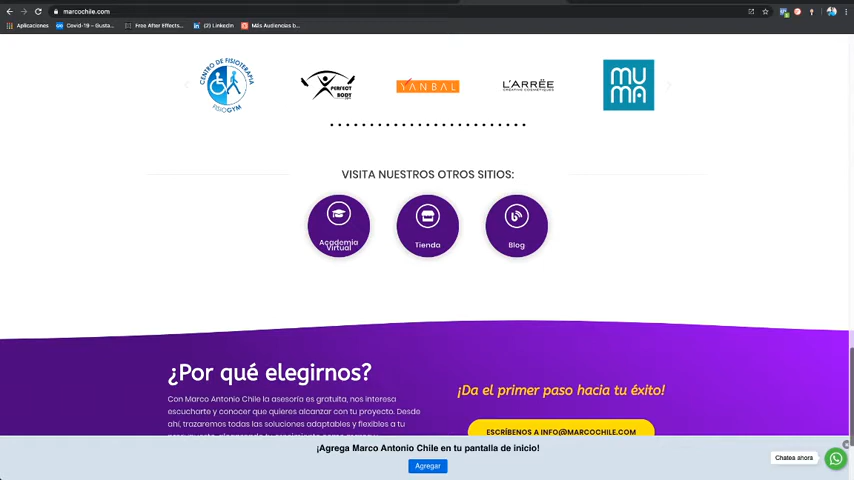 marcochile.com
Aplicaciones
Covid-19 – Gusta...
Free After Effects...
(2) LinkedIn
Más Audiencias b...
CENTRO DE FISIOTERAPIA
FISIOGYM
PERFECT
BODY
YANBAL
L'ARRËE
CREATIVE COSMETIQUES
MU
MA
VISITA NUESTROS OTROS SITIOS:
Academia
Virtual
Tienda
Blog
¿Por qué elegirnos?
Con Marco Antonio Chile la asesoría es gratuita, nos interesa
escucharte y conocer que quieres alcanzar con tu proyecto. Desde
ahí, trazaremos todas las soluciones adaptables y flexibles a tu
¡Da el primer paso hacia tu éxito!
ESCRÍBENOS A INFO@MARCOCHILE.COM
¡Agrega Marco Antonio Chile en tu pantalla de inicio!
Agregar
Chatea ahora